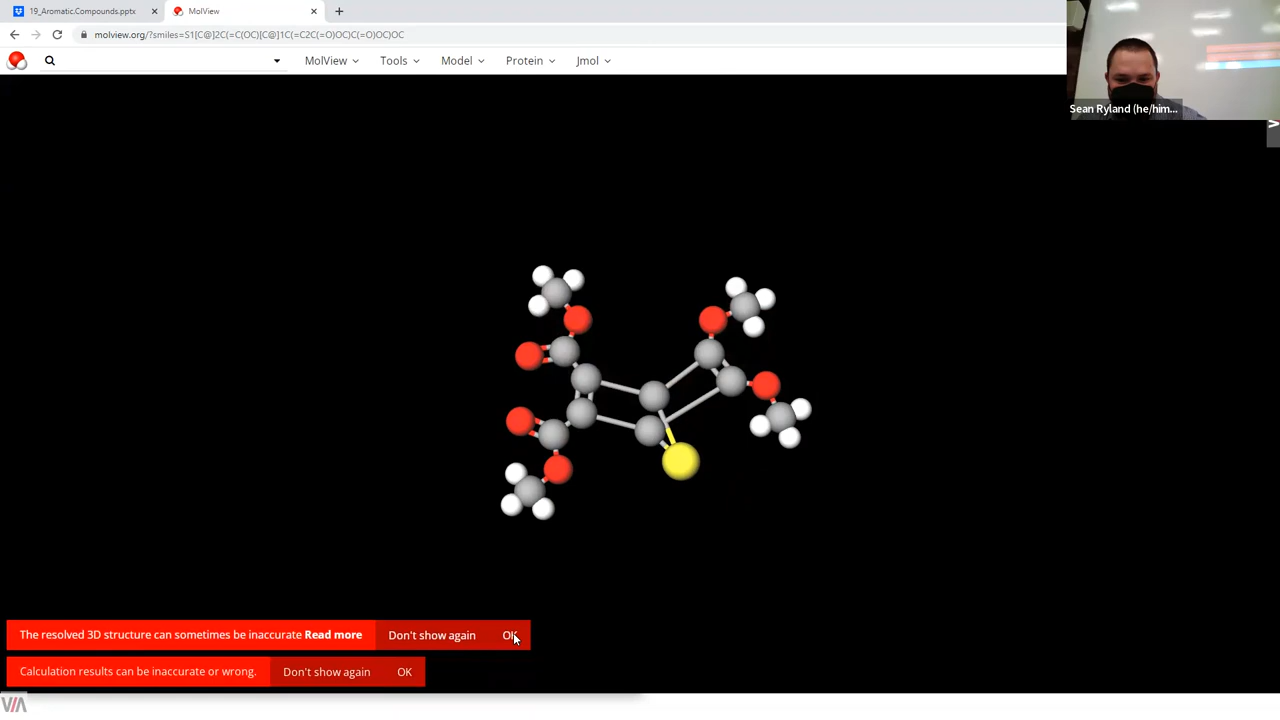 19_Aromatic.Compounds.pptx
MolView
molview.org/?smiles=S1[C@]2C(=C(OC)[C@]1C(=C2C(=O)OC)C(=O)OC)OC
MolView
Tools
Model
Protein
Jmol
Sean Ryland (he/him...
The resolved 3D structure can sometimes be inaccurate Read more
Don't show again
OK
Calculation results can be inaccurate or wrong.
Don't show again
OK
VIA